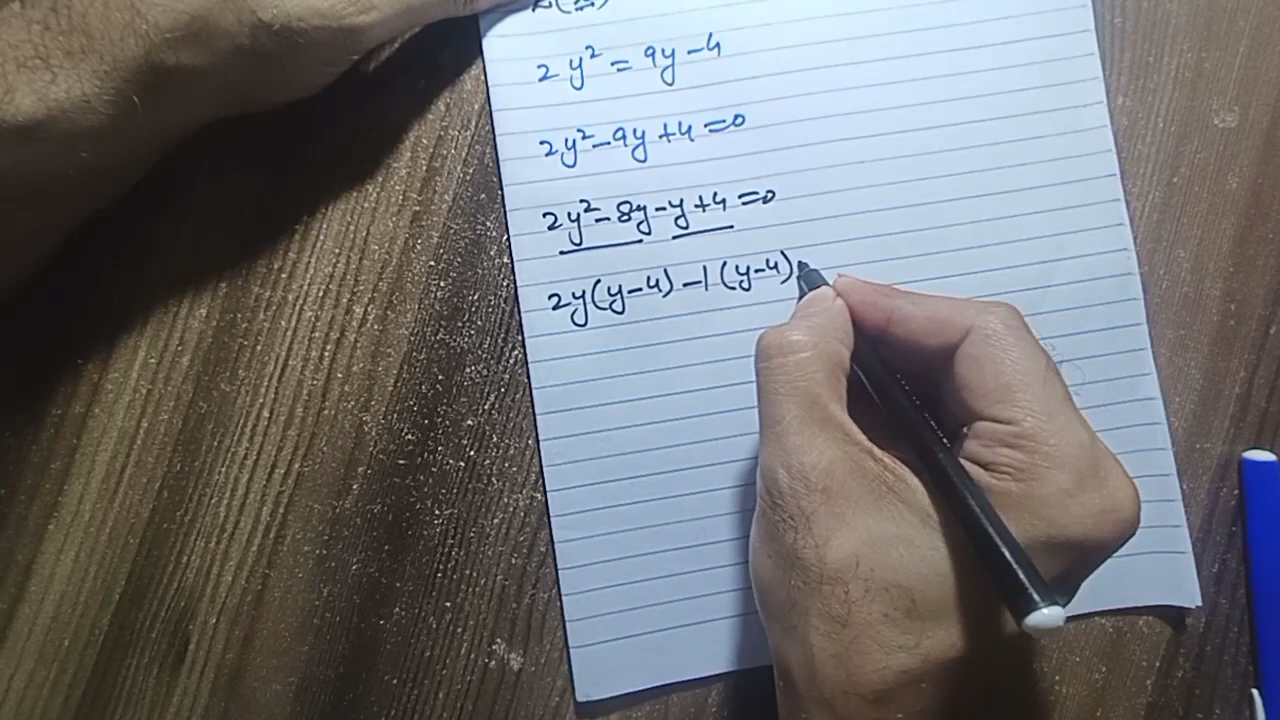 2y² = 9y - 4
2y² - 9y + 4 = 0
2y² - 8y - y + 4 = 0
2y(y - 4) - 1(y - 4)